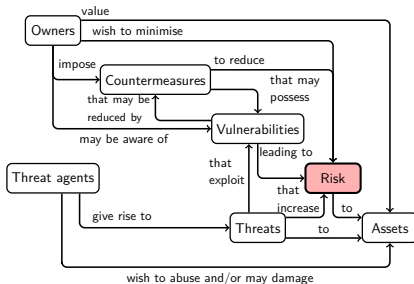 value
Owners
wish to minimise
impose
to reduce
Countermeasures
that may
possess
that may be
reduced by
Vulnerabilities
may be aware of
leading to
that
exploit
Threat agents
Risk
that
increase
to
give rise to
Threats
to
Assets
wish to abuse and/or may damage